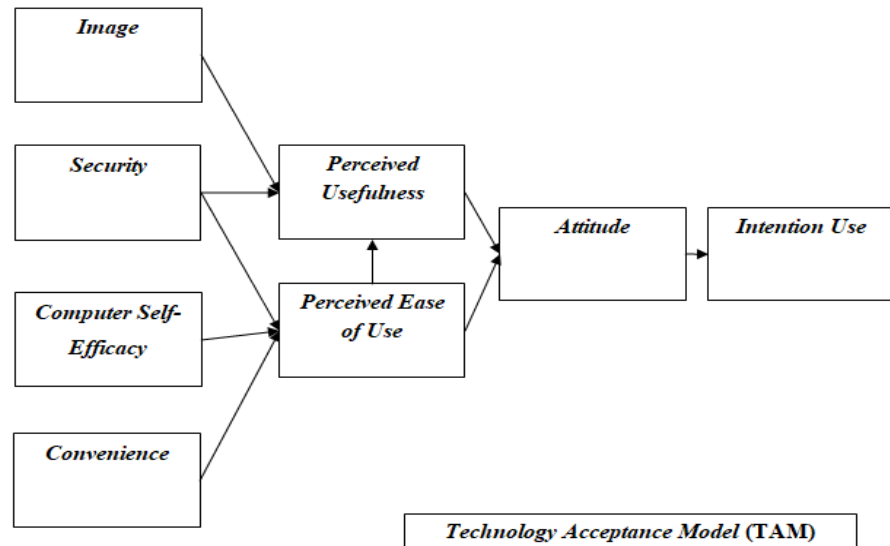 Image
Security
Perceived
Usefulness
Attitude
Intention Use
Computer Self-
Efficacy
Perceived Ease
of Use
Convenience
Technology Acceptance Model (TAM)